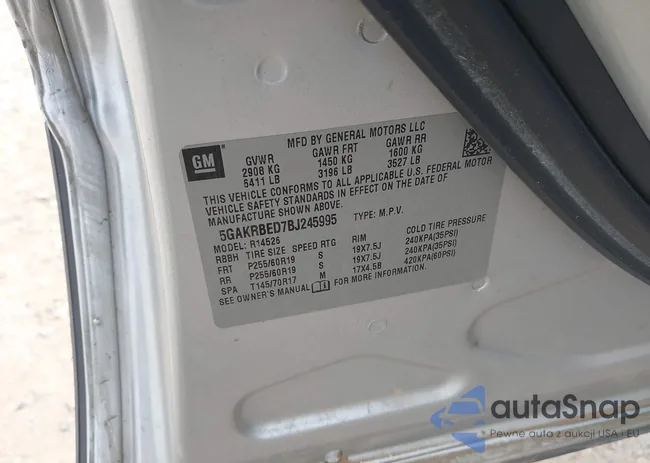 MFD BY GENERAL MOTORS LLC
GM
GVWR GAWR FRT GAWR RR
2908 KG 1450 KG 1600 KG
6411 LB 3196 LB 3527 LB
THIS VEHICLE CONFORMS TO ALL APPLICABLE U.S. FEDERAL MOTOR
VEHICLE SAFETY STANDARDS IN EFFECT ON THE DATE OF
MANUFACTURE SHOWN ABOVE.
5GAKRBED7BJ245995 TYPE: M.P.V.
MODEL: R14526
RBBH TIRE SIZE SPEED RTG RIM COLD TIRE PRESSURE
FRT P255/60R19 S 19X7.5J 240KPA(35PSI)
RR P255/60R19 S 19X7.5J 240KPA(35PSI)
SPA T145/70R17 M 17X4.5B 420KPA(60PSI)
SEE OWNER'S MANUAL FOR MORE INFORMATION.
autaSnap
Pewne auta z aukcji USA i EU